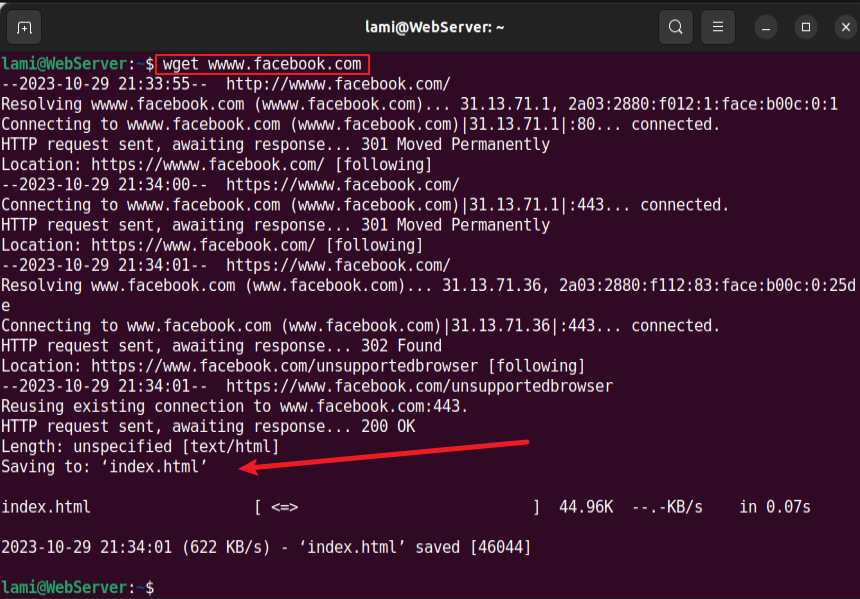 lami@WebServer: ~
lami@WebServer:~$ wget wwww.facebook.com
--2023-10-29 21:33:55--  http://wwww.facebook.com/
Resolving wwww.facebook.com (wwww.facebook.com)... 31.13.71.1, 2a03:2880:f012:1:face:b00c:0:1
Connecting to wwww.facebook.com (wwww.facebook.com)|31.13.71.1|:80... connected.
HTTP request sent, awaiting response... 301 Moved Permanently
Location: https://wwww.facebook.com/ [following]
--2023-10-29 21:34:00--  https://wwww.facebook.com/
Connecting to wwww.facebook.com (wwww.facebook.com)|31.13.71.1|:443... connected.
HTTP request sent, awaiting response... 301 Moved Permanently
Location: https://www.facebook.com/ [following]
--2023-10-29 21:34:01--  https://www.facebook.com/
Resolving www.facebook.com (www.facebook.com)... 31.13.71.36, 2a03:2880:f112:83:face:b00c:0:25d
e
Connecting to www.facebook.com (www.facebook.com)|31.13.71.36|:443... connected.
HTTP request sent, awaiting response... 302 Found
Location: https://www.facebook.com/unsupportedbrowser [following]
--2023-10-29 21:34:01--  https://www.facebook.com/unsupportedbrowser
Reusing existing connection to www.facebook.com:443.
HTTP request sent, awaiting response... 200 OK
Length: unspecified [text/html]
Saving to: ‘index.html’
index.html                  [ <=>                          ]  44.96K  --.-KB/s    in 0.07s
2023-10-29 21:34:01 (622 KB/s) - ‘index.html’ saved [46044]
lami@WebServer:~$